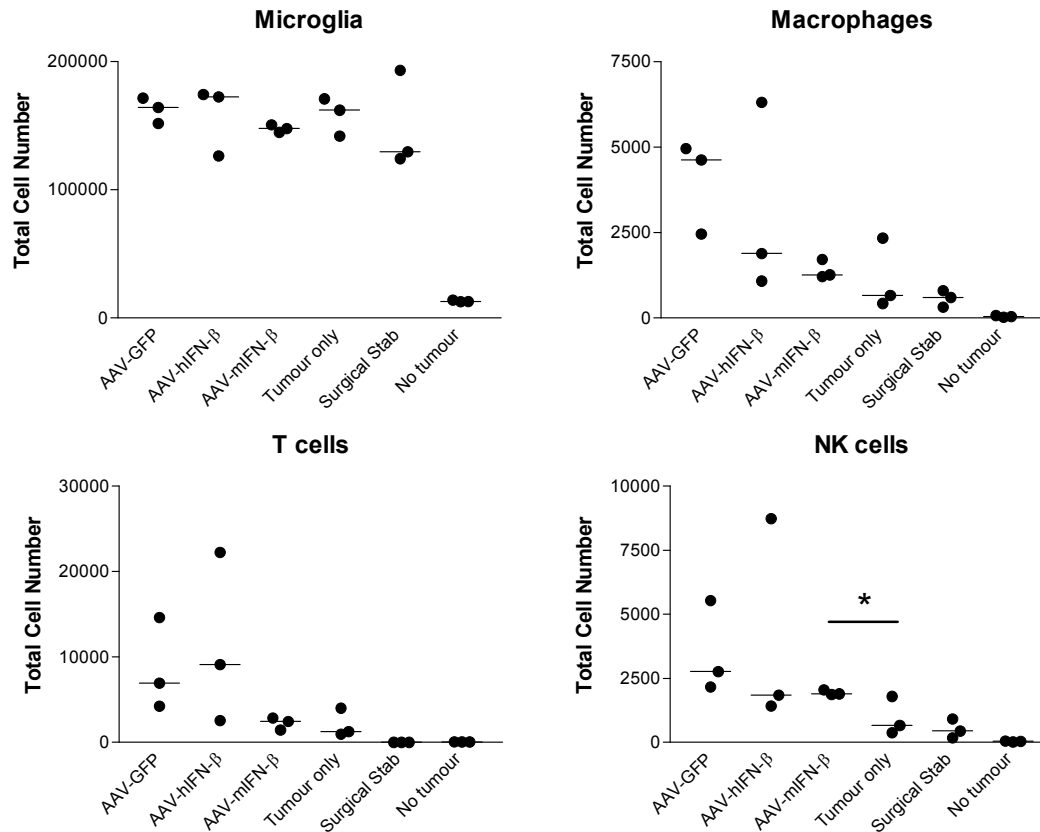 Microglia
Total Cell Number
200000
100000
0
AAV-GFP
AAV-hIFN-β
AAV-mIFN-β
Tumour only
Surgical Stab
No tumour
Macrophages
Total Cell Number
7500
5000
2500
0
AAV-GFP
AAV-hIFN-β
AAV-mIFN-β
Tumour only
Surgical Stab
No tumour
T cells
Total Cell Number
30000
20000
10000
0
AAV-GFP
AAV-hIFN-β
AAV-mIFN-β
Tumour only
Surgical Stab
No tumour
NK cells
Total Cell Number
10000
7500
5000
2500
0
*
AAV-GFP
AAV-hIFN-β
AAV-mIFN-β
Tumour only
Surgical Stab
No tumour